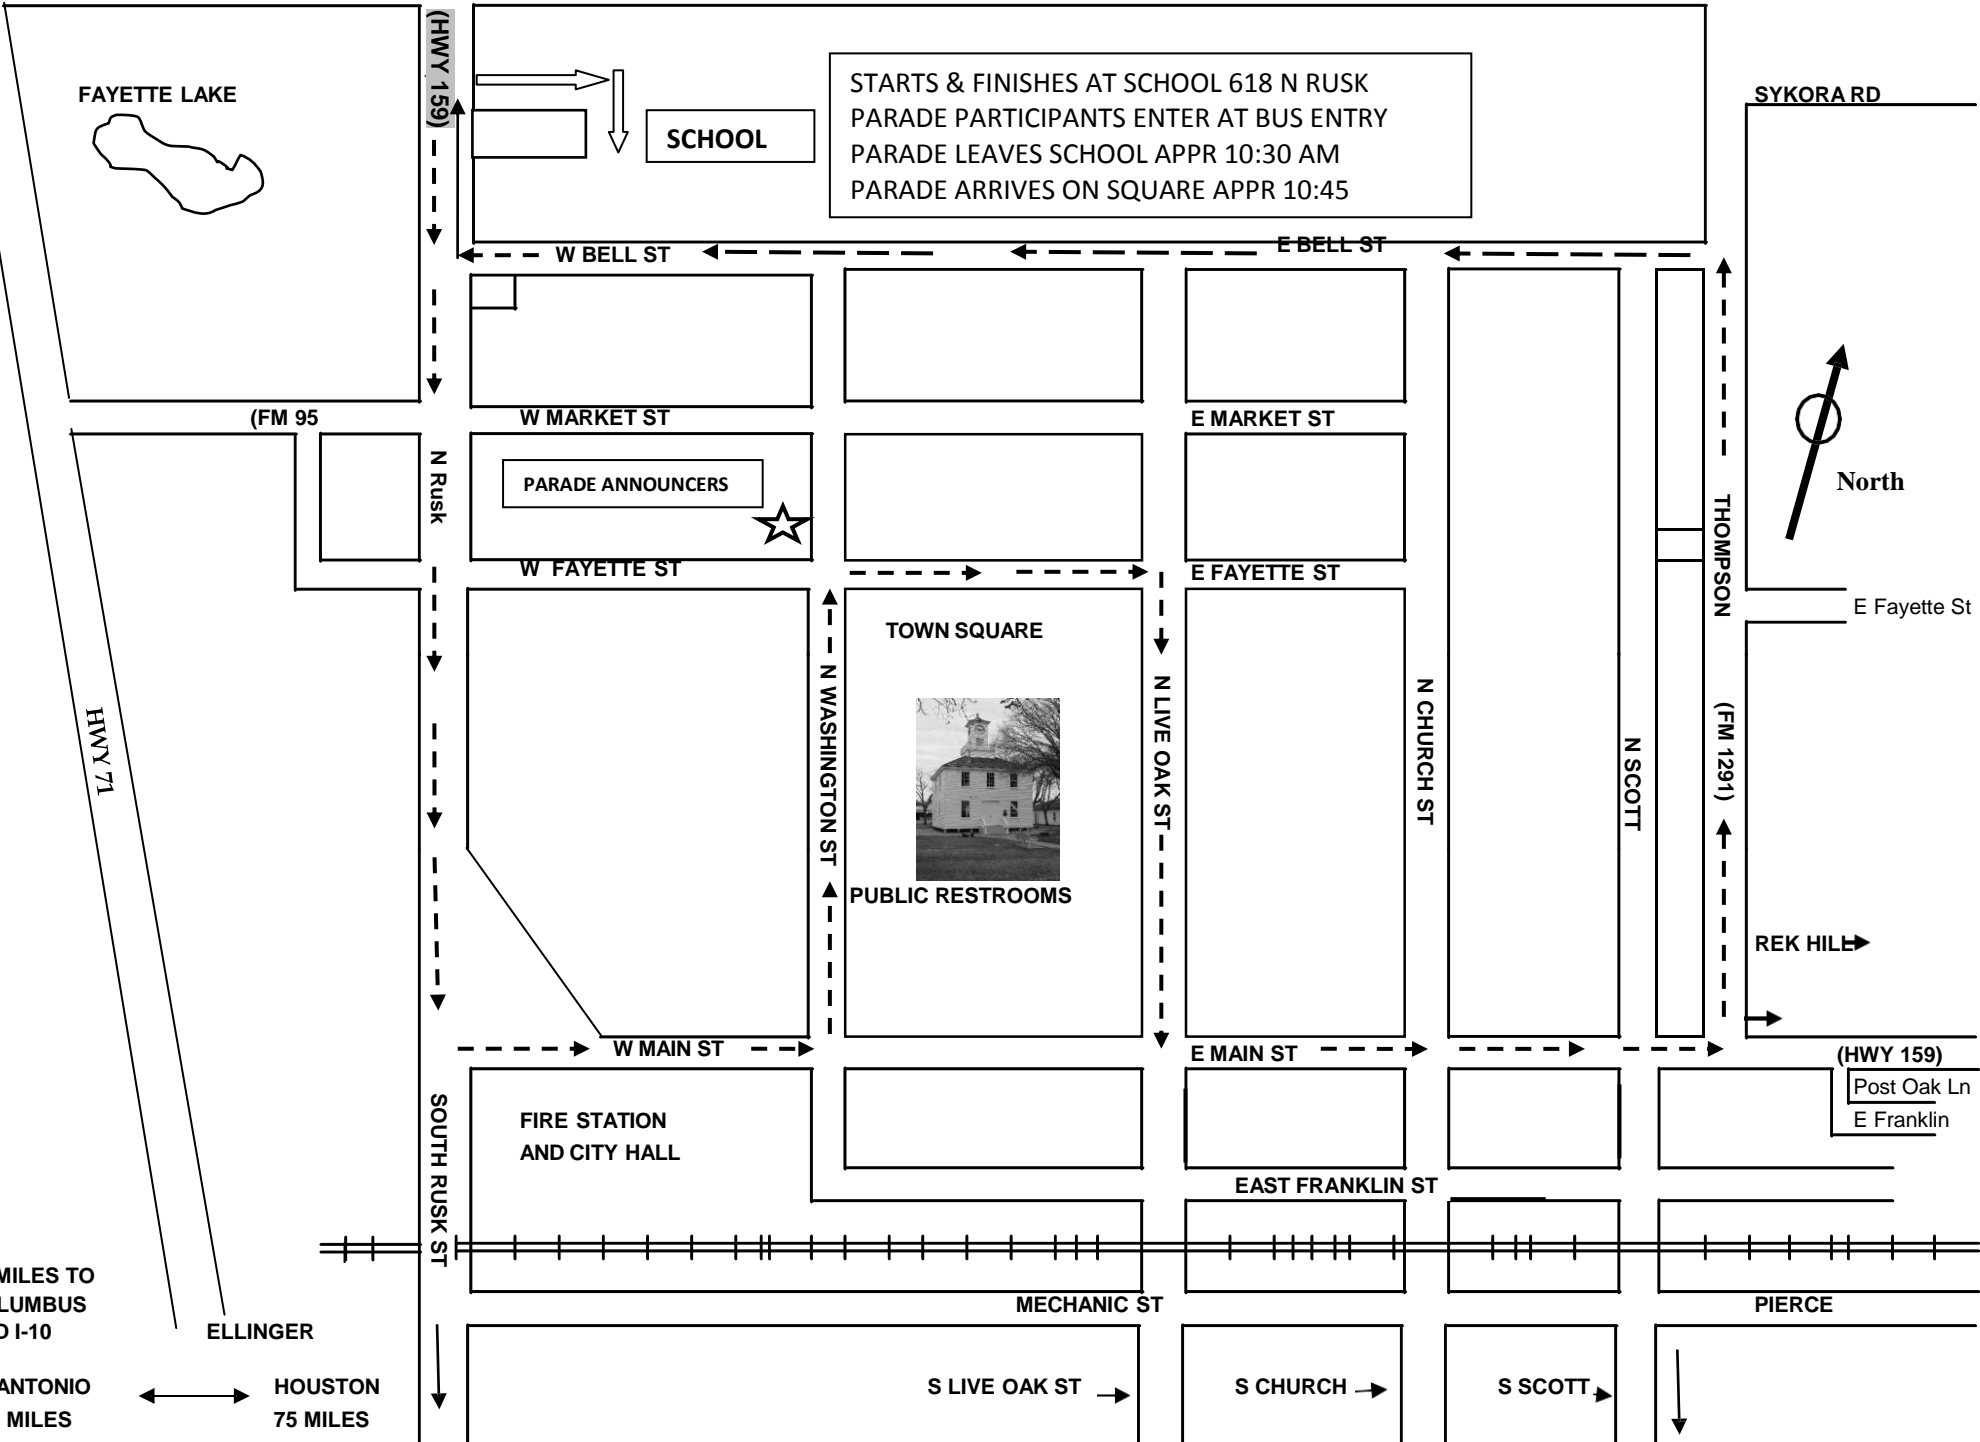 (HWY 159)
FAYETTE LAKE
SCHOOL
STARTS & FINISHES AT SCHOOL 618 N RUSK
PARADE PARTICIPANTS ENTER AT BUS ENTRY
PARADE LEAVES SCHOOL APPR 10:30 AM
PARADE ARRIVES ON SQUARE APPR 10:45
SYKORA RD
W BELL ST
E BELL ST
(FM 95
W MARKET ST
E MARKET ST
N Rusk
PARADE ANNOUNCERS
North
THOMPSON
W FAYETTE ST
E FAYETTE ST
E Fayette St
TOWN SQUARE
N WASHINGTON ST
N LIVE OAK ST
N CHURCH ST
N SCOTT
(FM 1291)
HWY 71
PUBLIC RESTROOMS
REK HILL
W MAIN ST
E MAIN ST
(HWY 159)
Post Oak Ln
E Franklin
SOUTH RUSK ST
FIRE STATION
AND CITY HALL
EAST FRANKLIN ST
MILES TO
LUMBUS
D I-10
ELLINGER
MECHANIC ST
PIERCE
ANTONIO
MILES
HOUSTON
75 MILES
S LIVE OAK ST
S CHURCH
S SCOTT